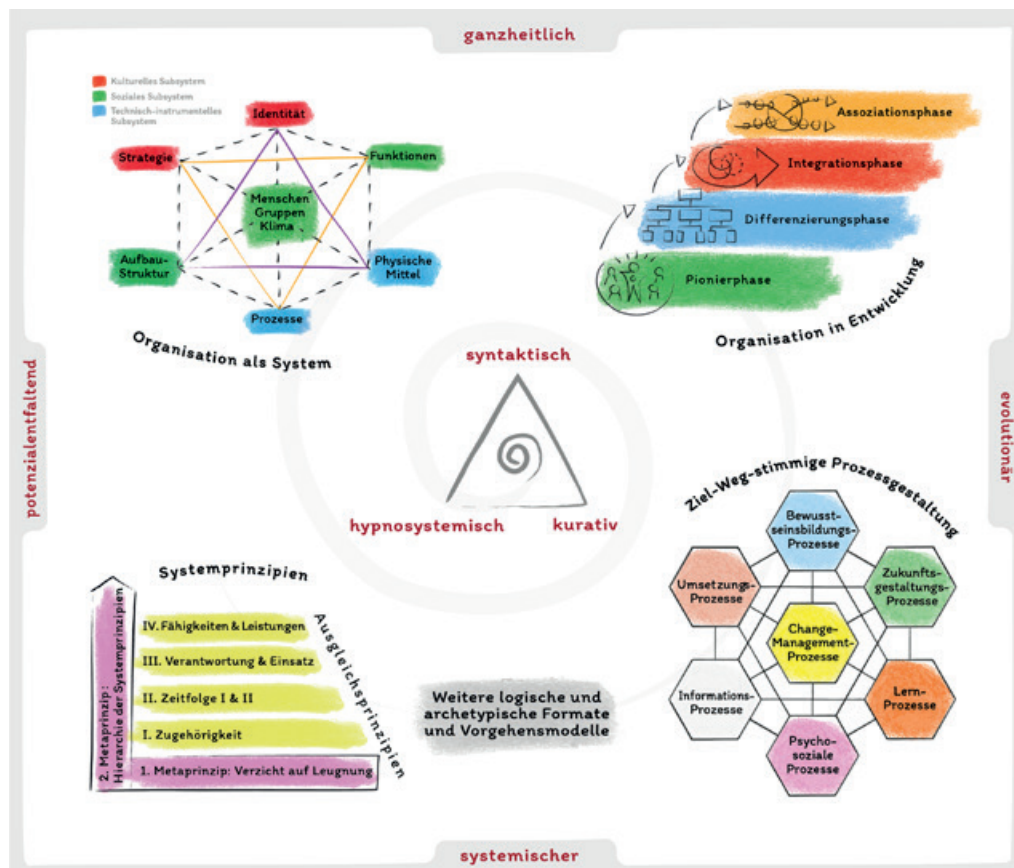 ganzheitlich
Kulturelles Subsystem
Soziales Subsystem
Technisch-instrumentelles
Subsystem
Identität
Strategie
Funktionen
Menschen
Gruppen
Klima
Aufbau-
Struktur
Physische
Mittel
Prozesse
Organisation als System
Assoziationsphase
Integrationsphase
Differenzierungsphase
Pionierphase
Organisation in Entwicklung
potenzialentfaltend
evolutionär
syntaktisch
hypnosystemisch
kurativ
Systemprinzipien
2. Metaprinzip:
Hierarchie der Systemprinzipien
IV. Fähigkeiten & Leistungen
III. Verantwortung & Einsatz
II. Zeitfolge I & II
I. Zugehörigkeit
1. Metaprinzip: Verzicht auf Leugnung
Ausgleichsprinzipien
Weitere logische und
archetypische Formate
und Vorgehensmodelle
Ziel-Weg-stimmige Prozessgestaltung
Bewusst-
seinsbildungs-
Prozesse
Umsetzungs-
Prozesse
Zukunfts-
gestaltungs-
Prozesse
Change-
Management-
Prozesse
Informations-
Prozesse
Lern-
Prozesse
Psycho-
soziale
Prozesse
systemischer